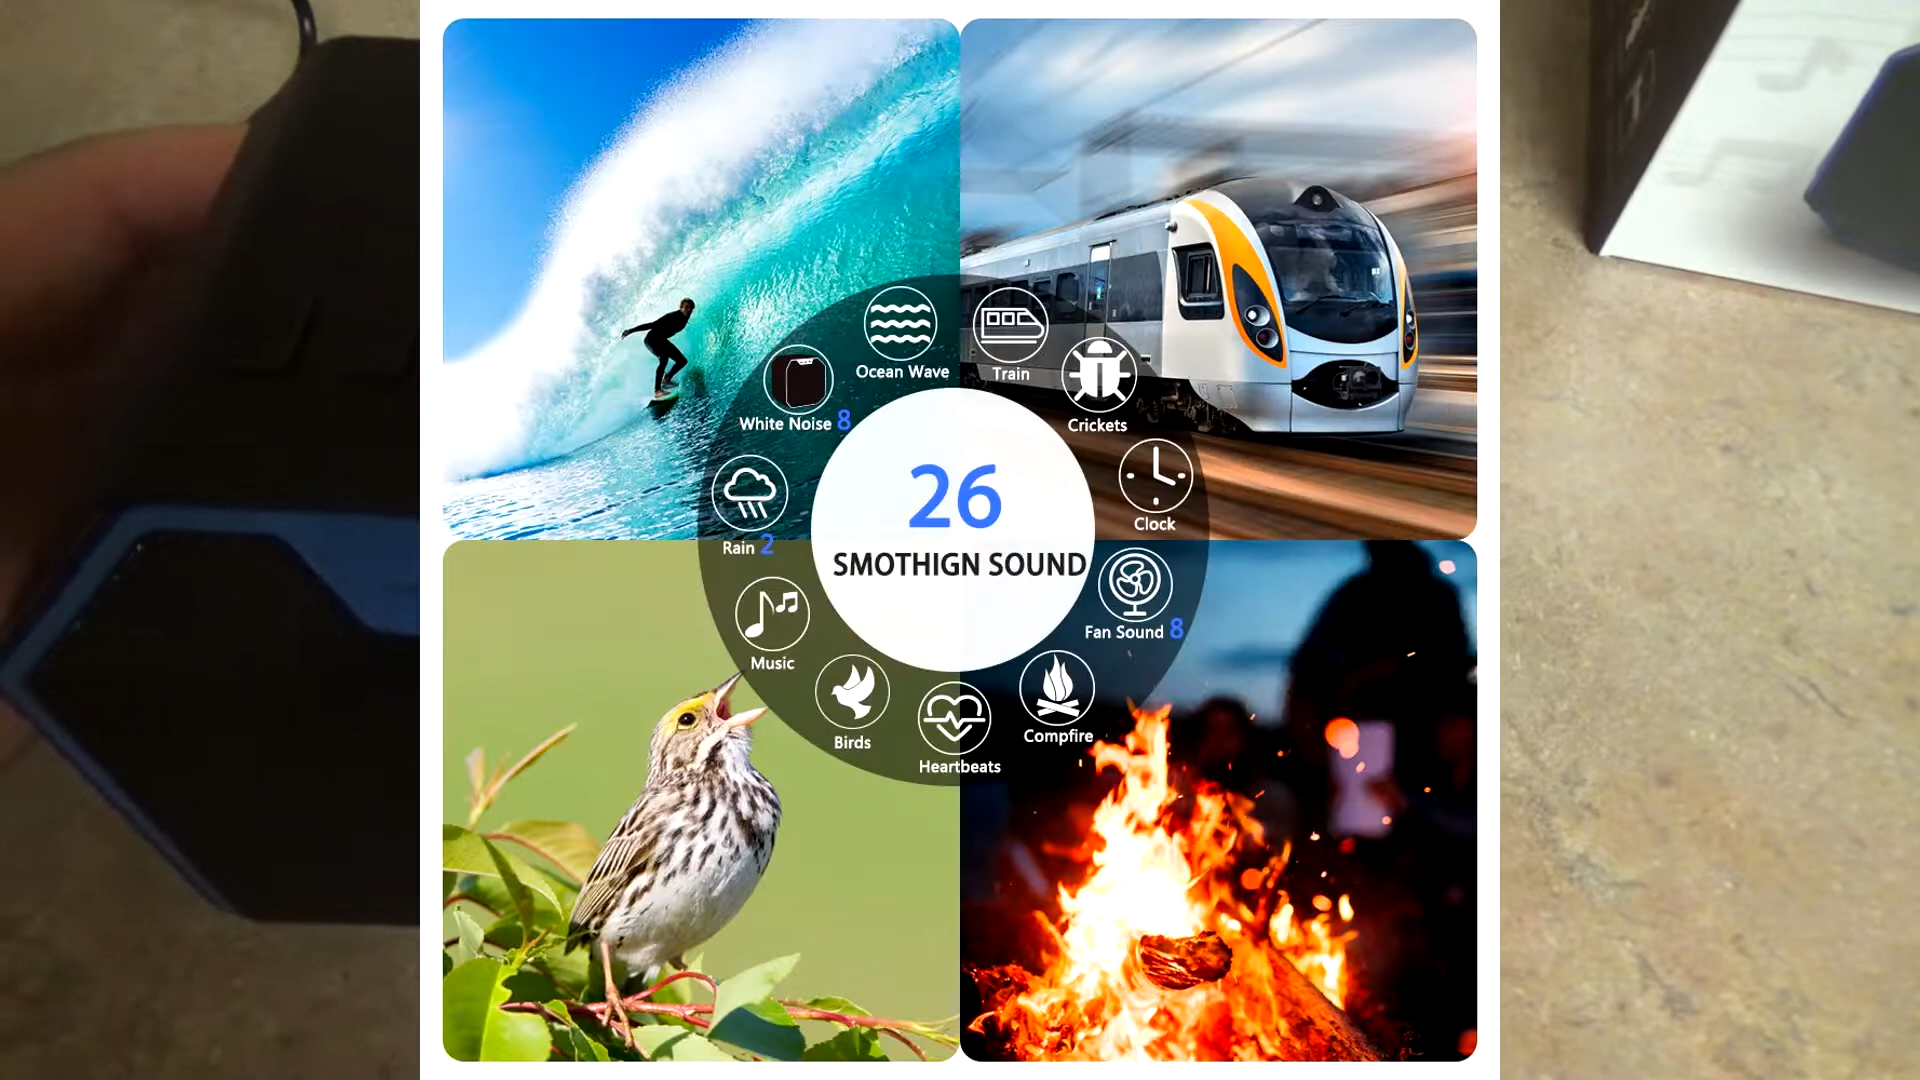 Ocean Wave
Train
White Noise 8
Crickets
26
SMOTHIGN SOUND
Clock
Rain 2
Fan Sound 8
Music
Birds
Compfire
Heartbeats